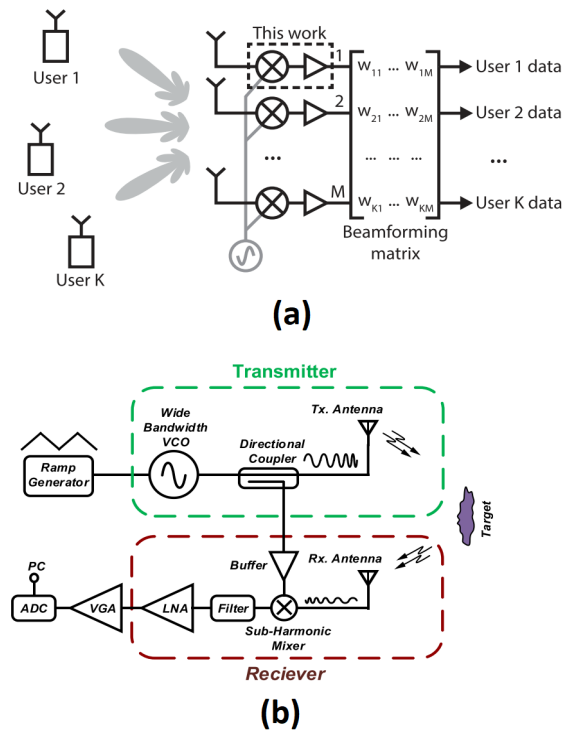 This work
User 1
1
w11 ... w1M
User 1 data
2
w21 ... w2M
User 2 data
User 2
...
... ... ...
...
M
wK1 ... wKM
User K data
User K
Beamforming
matrix
(a)
Transmitter
Wide
Bandwidth
VCO
Tx. Antenna
Directional
Coupler
Ramp
Generator
Target
Buffer
Rx. Antenna
PC
ADC
VGA
LNA
Filter
Sub-Harmonic
Mixer
Reciever
(b)